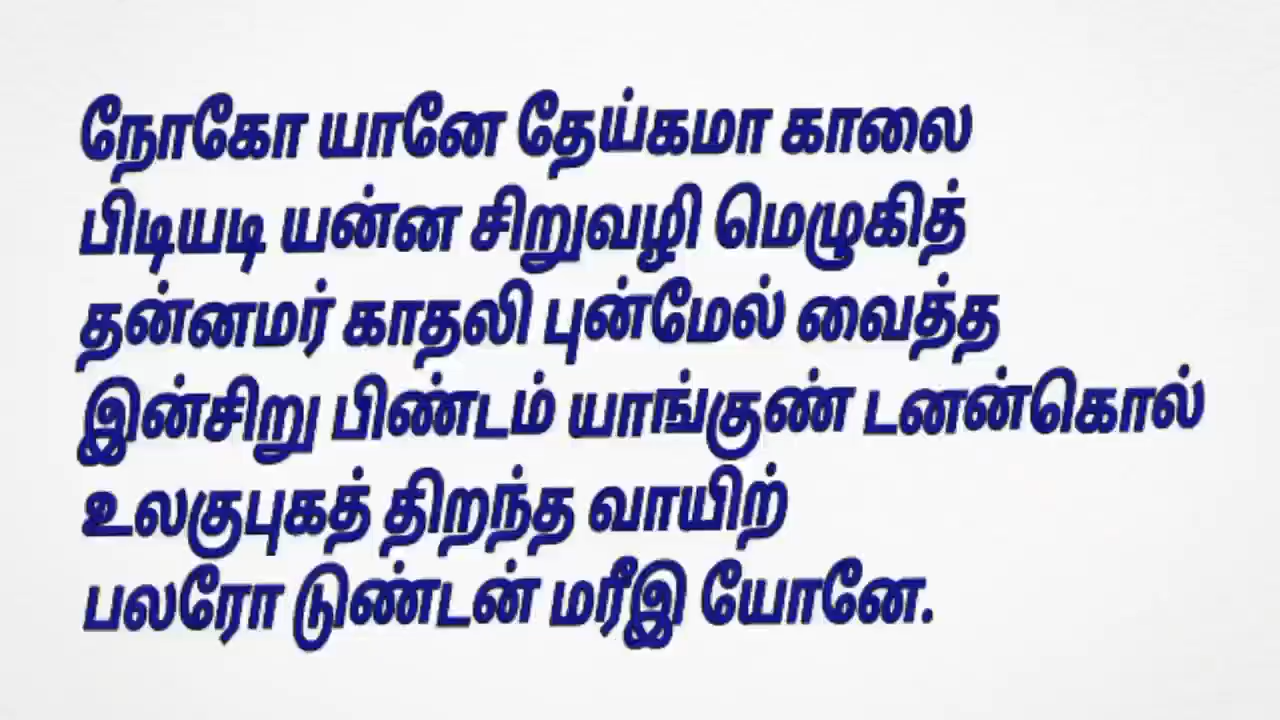 நோகோ யானே தேய்கமா காலை
பிடியடி யன்ன சிறுவழி மெழுகித்
தன்னமர் காதலி புன்மேல் வைத்த
இன்சிறு பிண்டம் யாங்குண் டனன்கொல்
உலகுபுகத் திறந்த வாயிற்
பலரோ டுண்டன் மரீஇ யோனே.